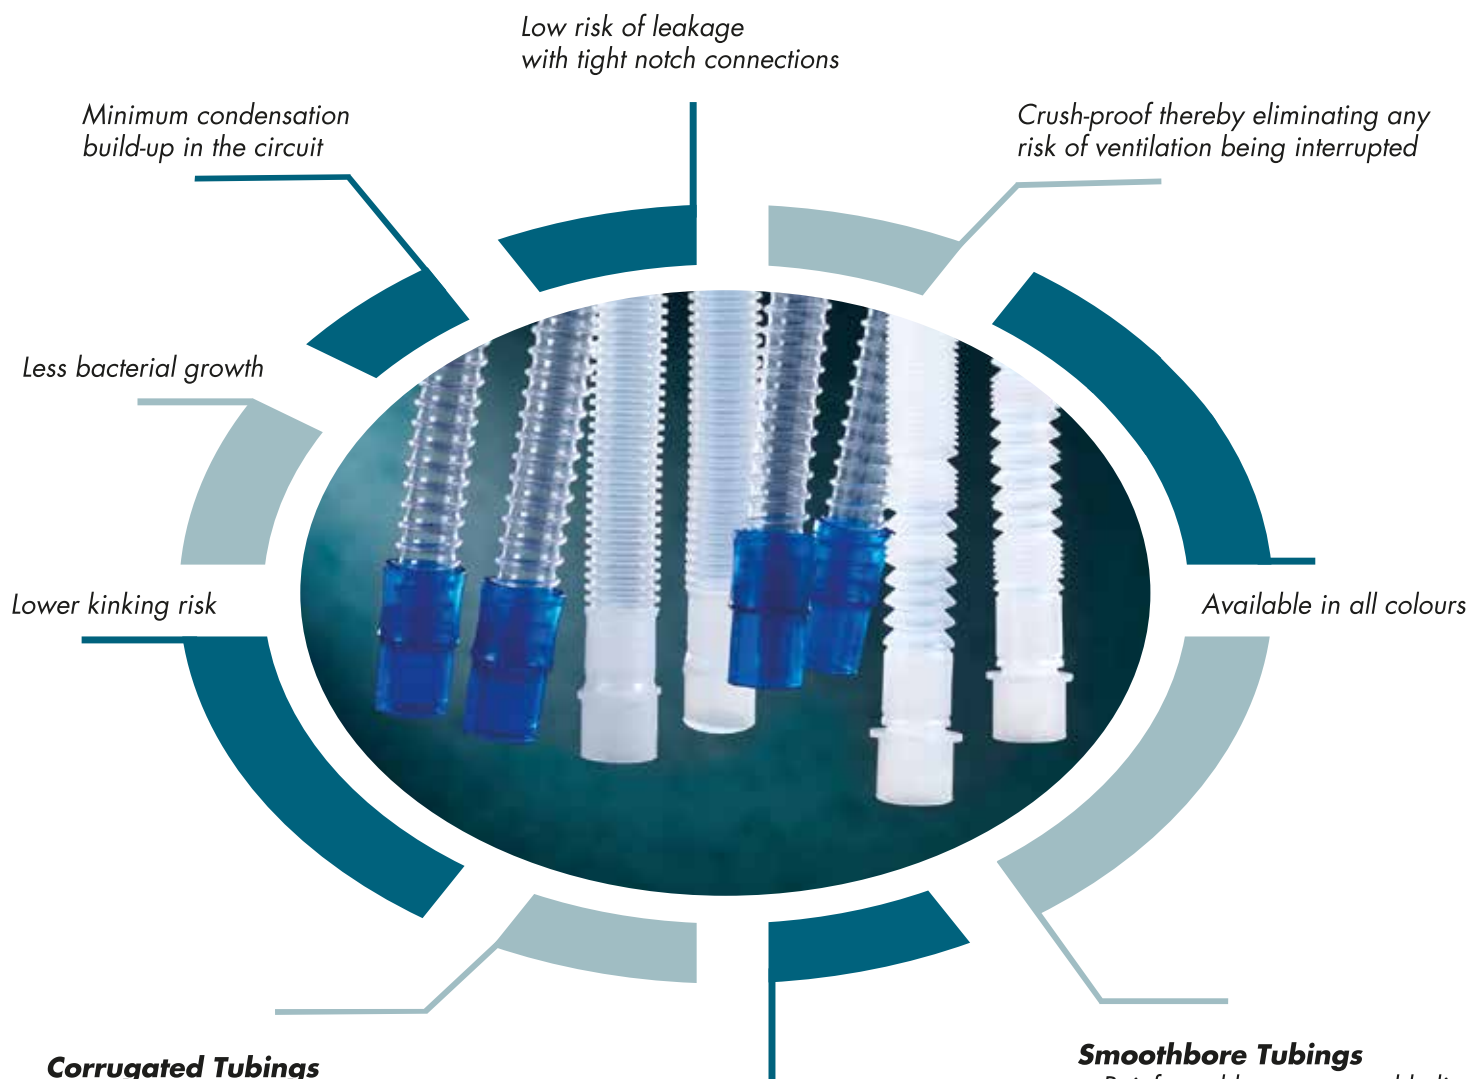 Low risk of leakage
with tight notch connections
Minimum condensation
build-up in the circuit
Crush-proof thereby eliminating any
risk of ventilation being interrupted
Less bacterial growth
Lower kinking risk
Available in all colours
Corrugated Tubings
Smoothbore Tubings